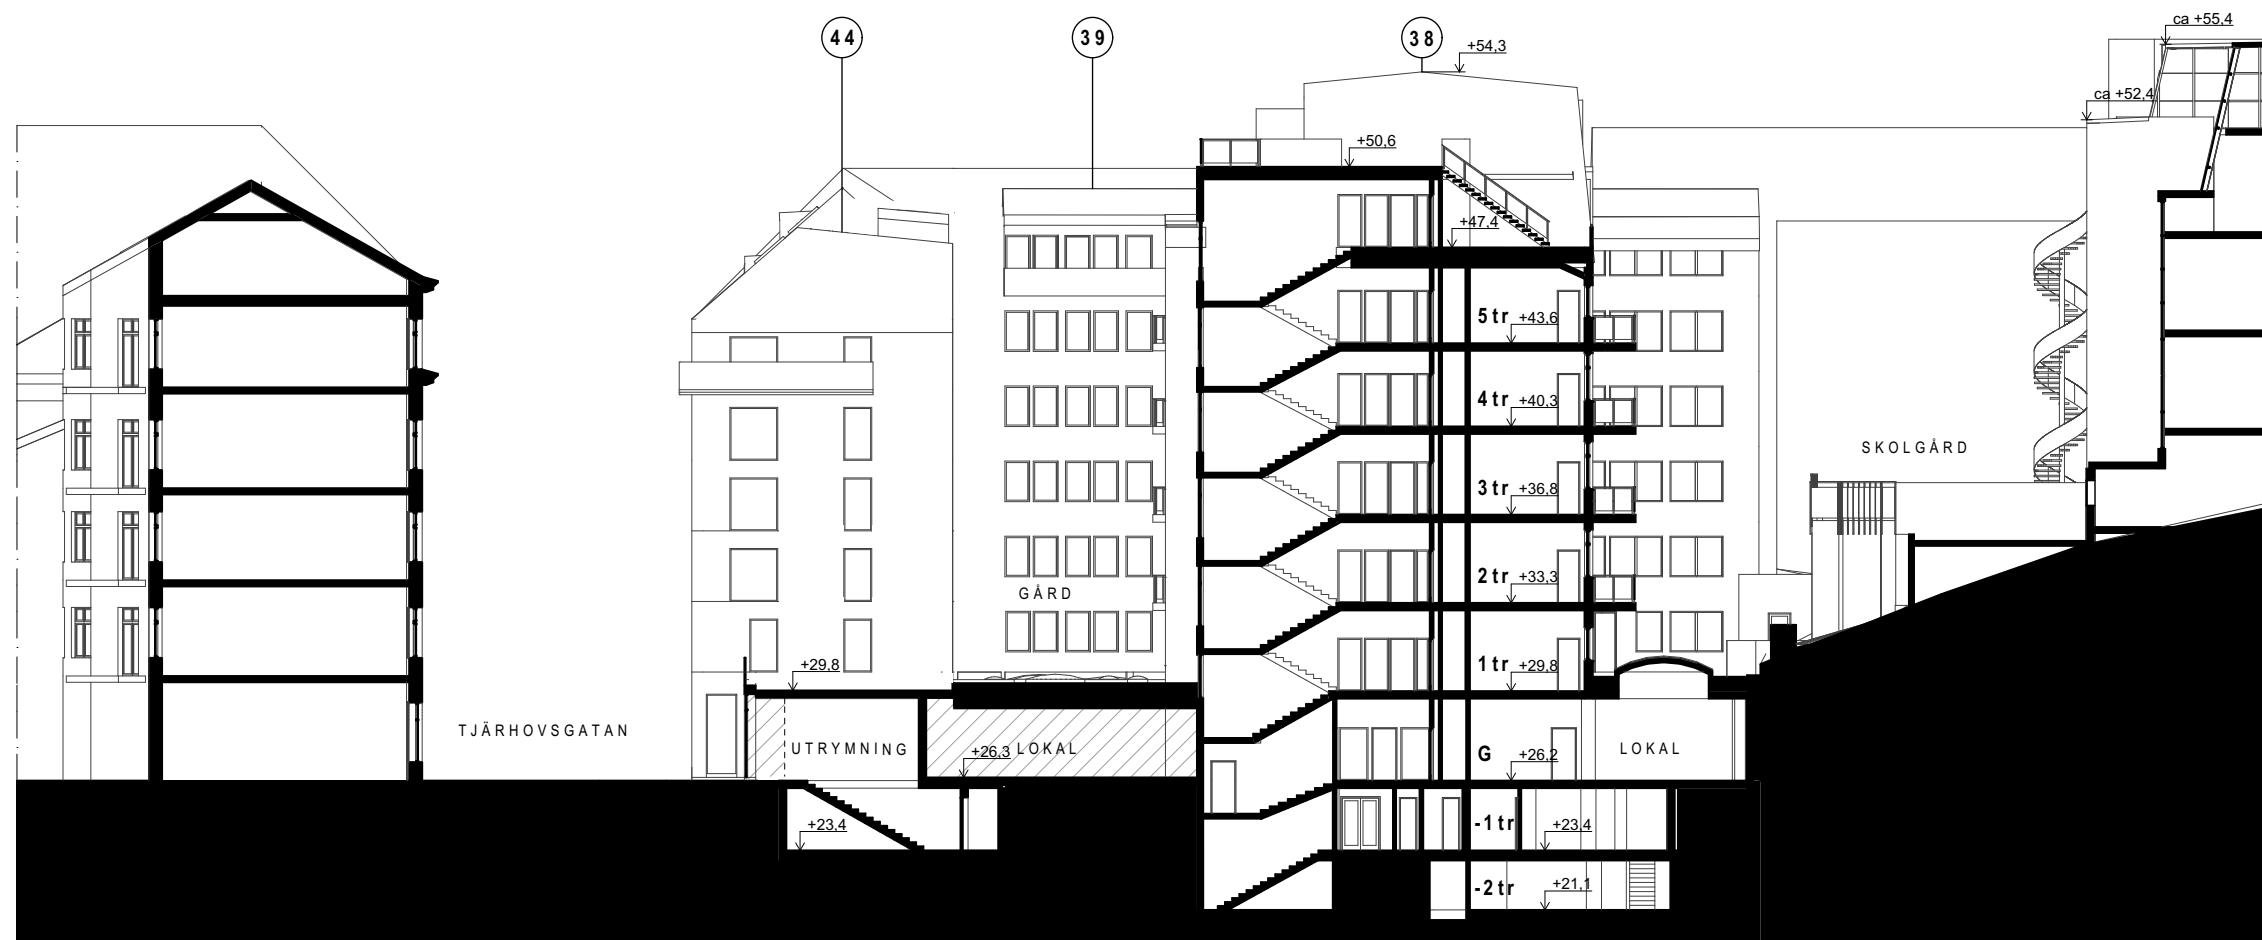 ca +55,4
44
39
38
+54,3
ca +52,4
+50,6
+47,4
5 tr +43,6
4 tr +40,3
SKOLGÅRD
3 tr +36,8
2 tr +33,3
GÅRD
+29,8
1 tr +29,8
TJÄRHOVSGATAN
UTRYMNING
+26,3 LOKAL
G +26,2
LOKAL
+23,4
-1 tr +23,4
-2 tr +21,1